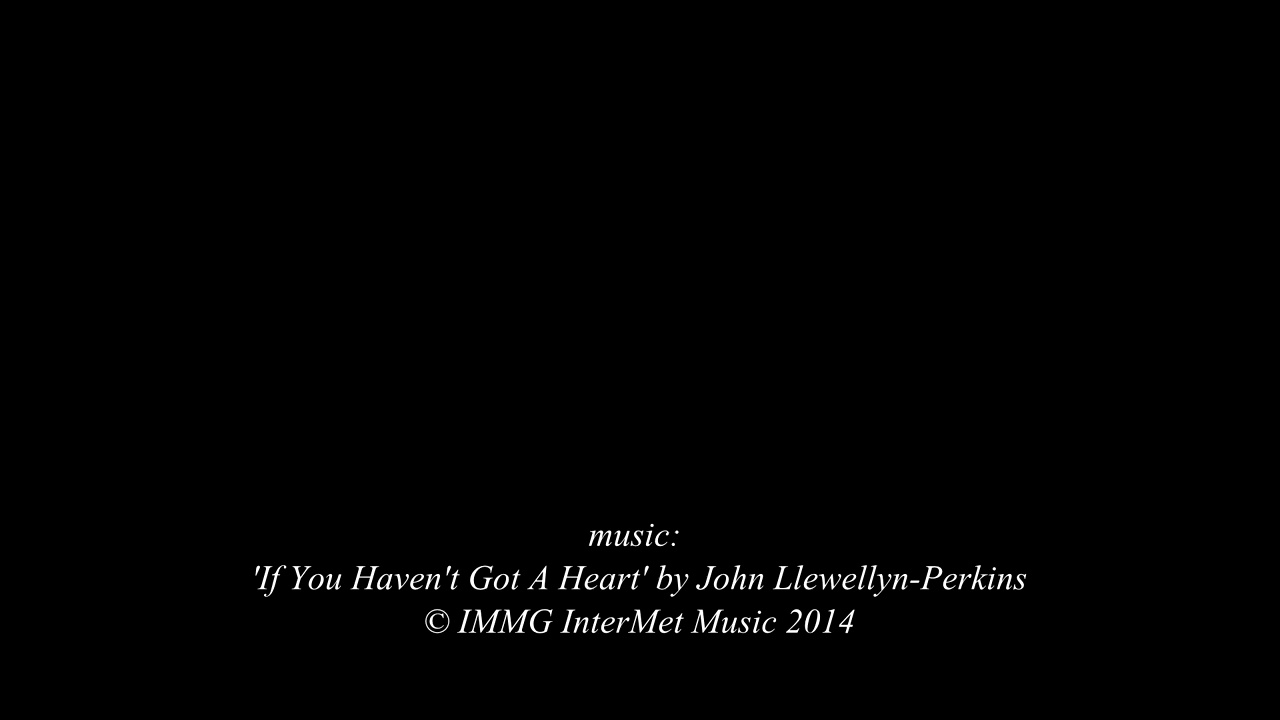 music:
'If You Haven't Got A Heart' by John Llewellyn-Perkins
© IMMG InterMet Music 2014